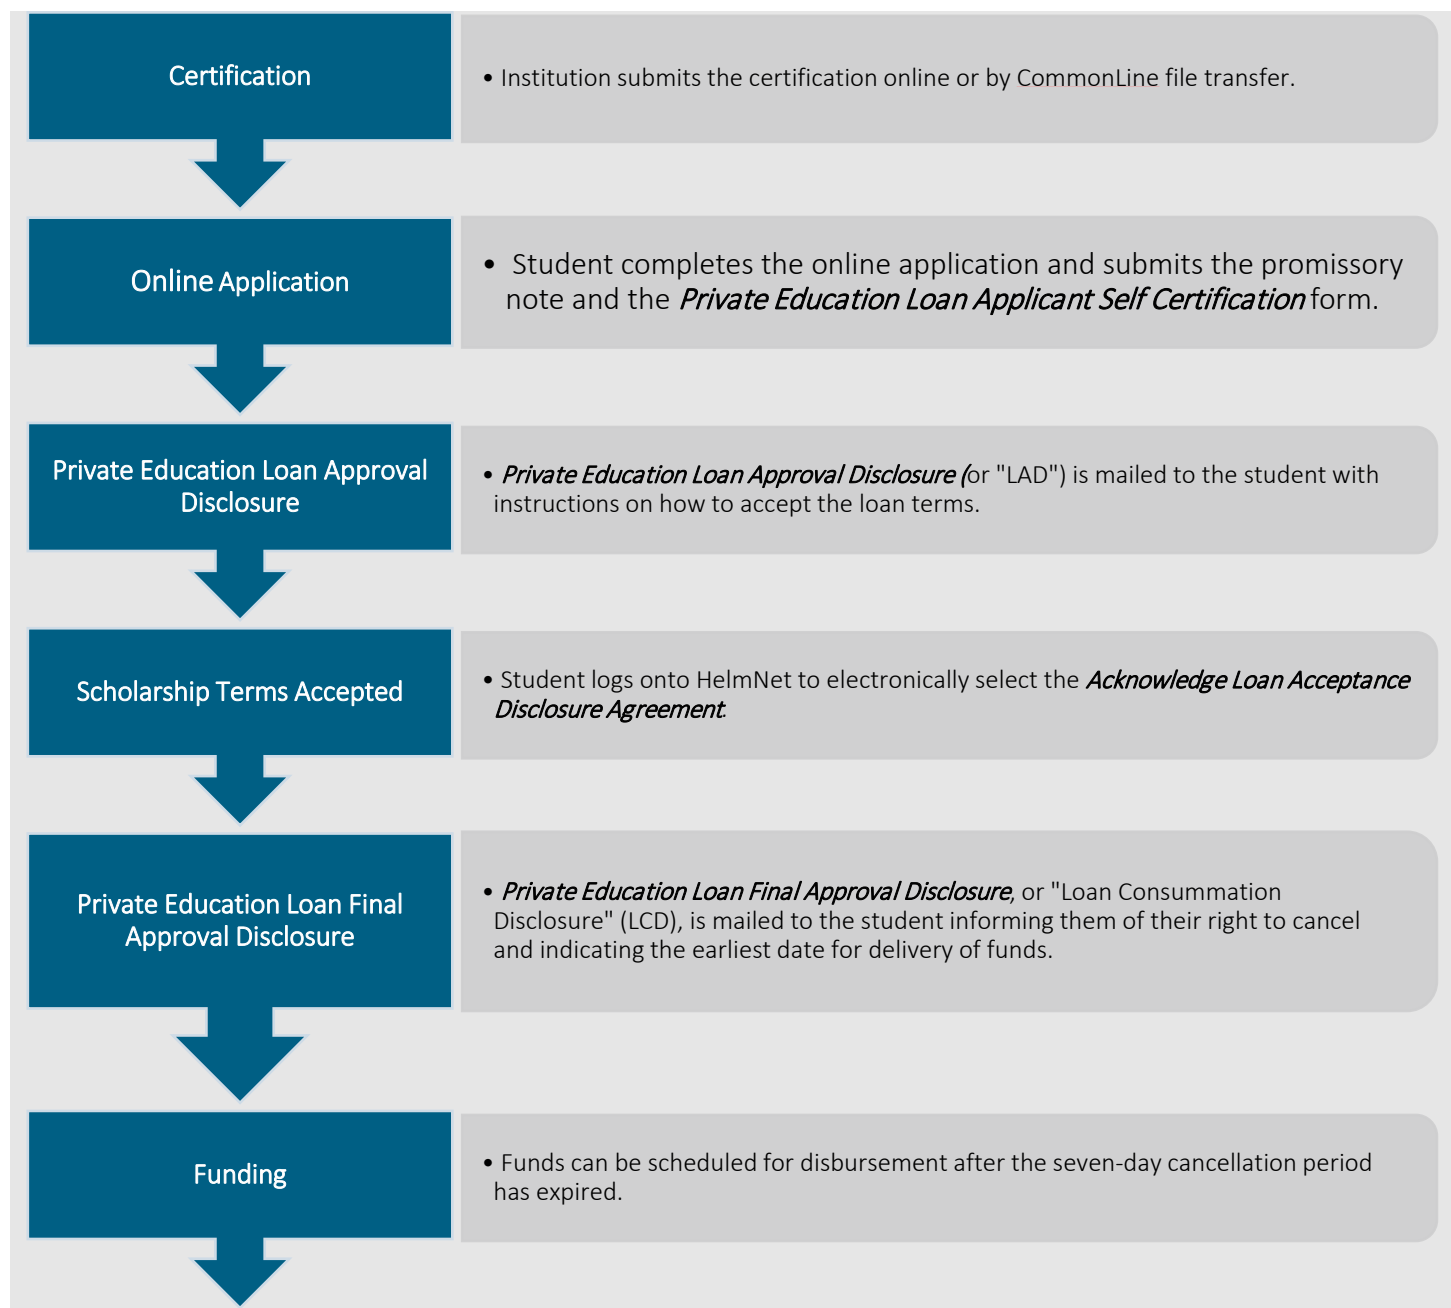 Certification
• Institution submits the certification online or by CommonLine file transfer.
Online Application
• Student completes the online application and submits the promissory
note and the Private Education Loan Applicant Self Certification form.
Private Education Loan Approval
Disclosure
• Private Education Loan Approval Disclosure (or "LAD") is mailed to the student with
instructions on how to accept the loan terms.
Scholarship Terms Accepted
• Student logs onto HelmNet to electronically select the Acknowledge Loan Acceptance
Disclosure Agreement.
Private Education Loan Final
Approval Disclosure
• Private Education Loan Final Approval Disclosure, or "Loan Consummation
Disclosure" (LCD), is mailed to the student informing them of their right to cancel
and indicating the earliest date for delivery of funds.
Funding
• Funds can be scheduled for disbursement after the seven-day cancellation period
has expired.